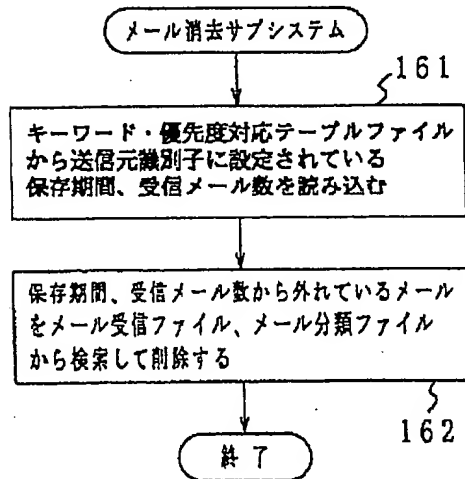 メール消去サブシステム
161
キーワード・優先度対応テーブルファイル
から送信元識別子に設定されている
保存期間、受信メール数を読み込む
保存期間、受信メール数から外れているメール
をメール受信ファイル、メール分類ファイル
から検索して削除する
162
終了